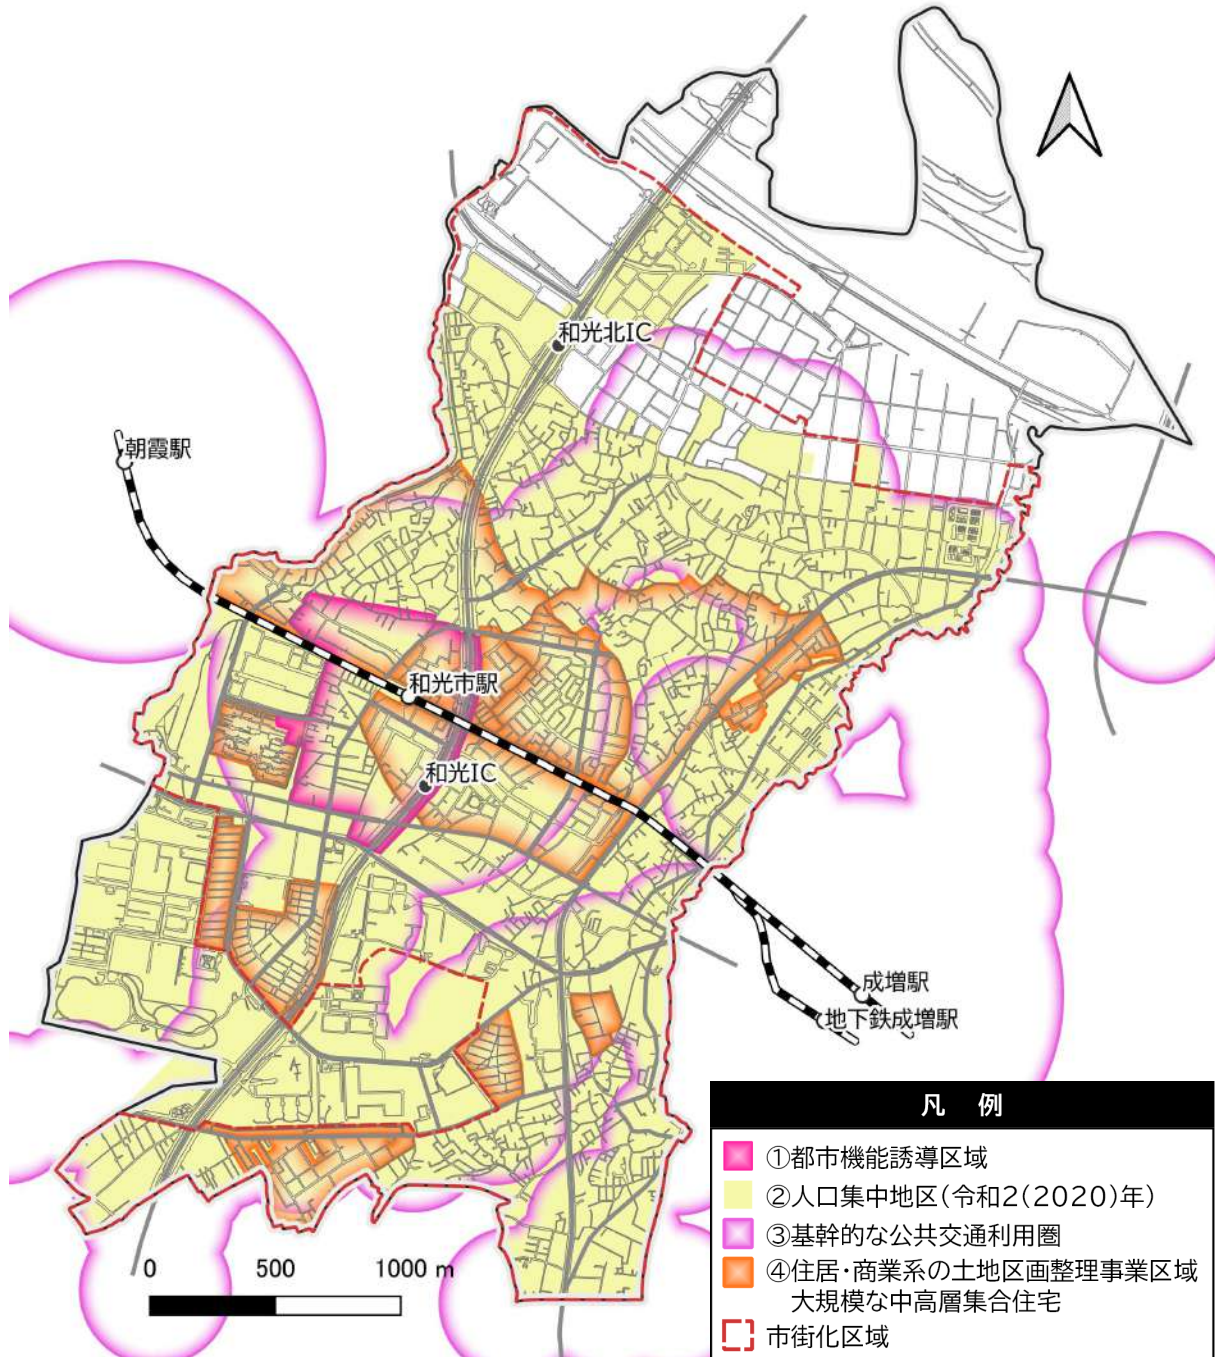 和光北IC
朝霞駅
和光市駅
和光IC
成増駅
地下鉄成増駅
凡 例
①都市機能誘導区域
②人口集中地区(令和2(2020)年)
③基幹的な公共交通利用圏
④住居・商業系の土地区画整理事業区域
大規模な中高層集合住宅
市街化区域
0 500 1000 m